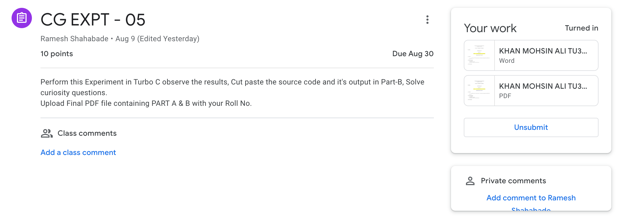 CG EXPT - 05
Ramesh Shahabade • Aug 9 (Edited Yesterday)
10 points
Due Aug 30
Perform this Experiment in Turbo C observe the results, Cut paste the source code and it's output in Part-B, Solve
curiosity questions.
Upload Final PDF file containing PART A & B with your Roll No.
Class comments
Add a class comment
Your work
Turned in
KHAN MOHSIN ALI TU3...
Word
KHAN MOHSIN ALI TU3...
PDF
Unsubmit
Private comments
Add comment to Ramesh
Shahabade